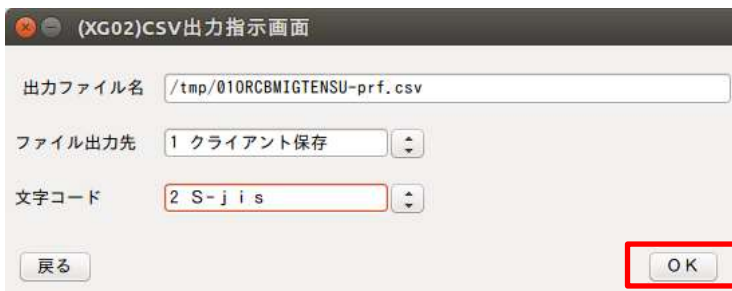 (XG02)CSV出力指示画面
出力ファイル名 /tmp/01ORCBMIGTENSU-prf.csv
ファイル出力先 1 クライアント保存
文字コード 2 S-jis
戻る OK